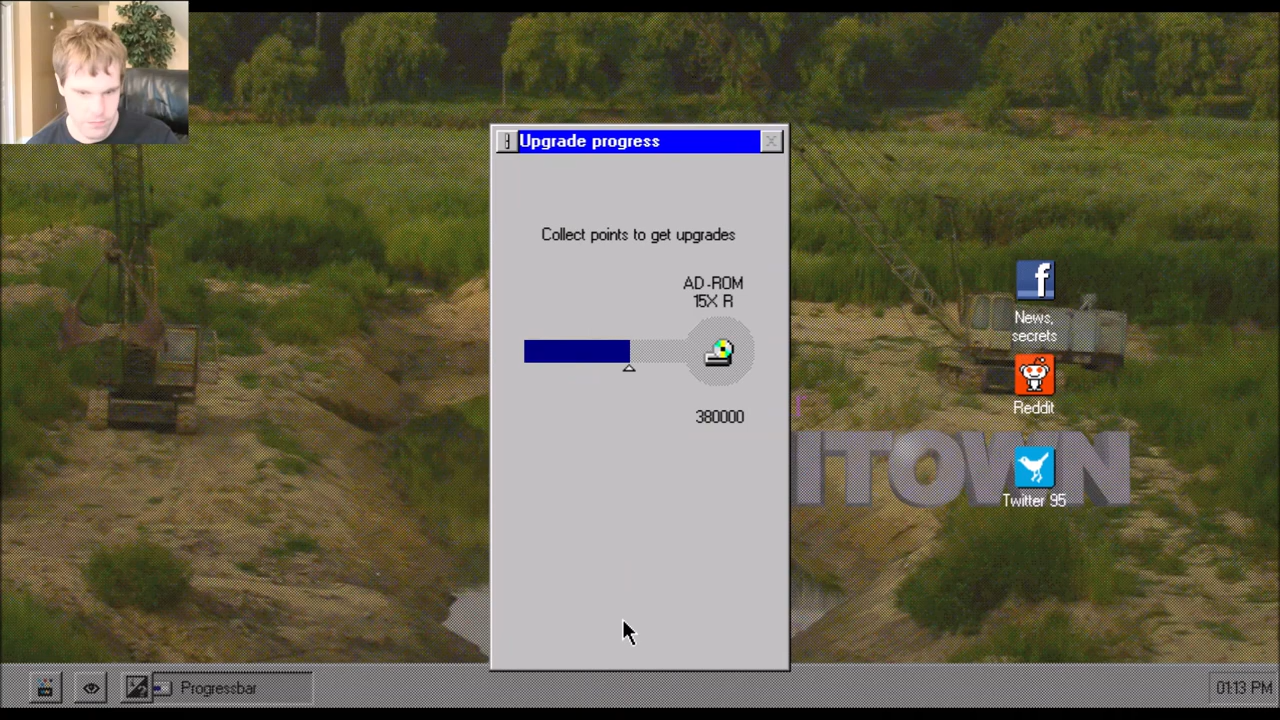 Upgrade progress
Collect points to get upgrades
AD-ROM
15X R
380000
News,
secrets
Reddit
Twitter 95
Progressbar
01:13 PM